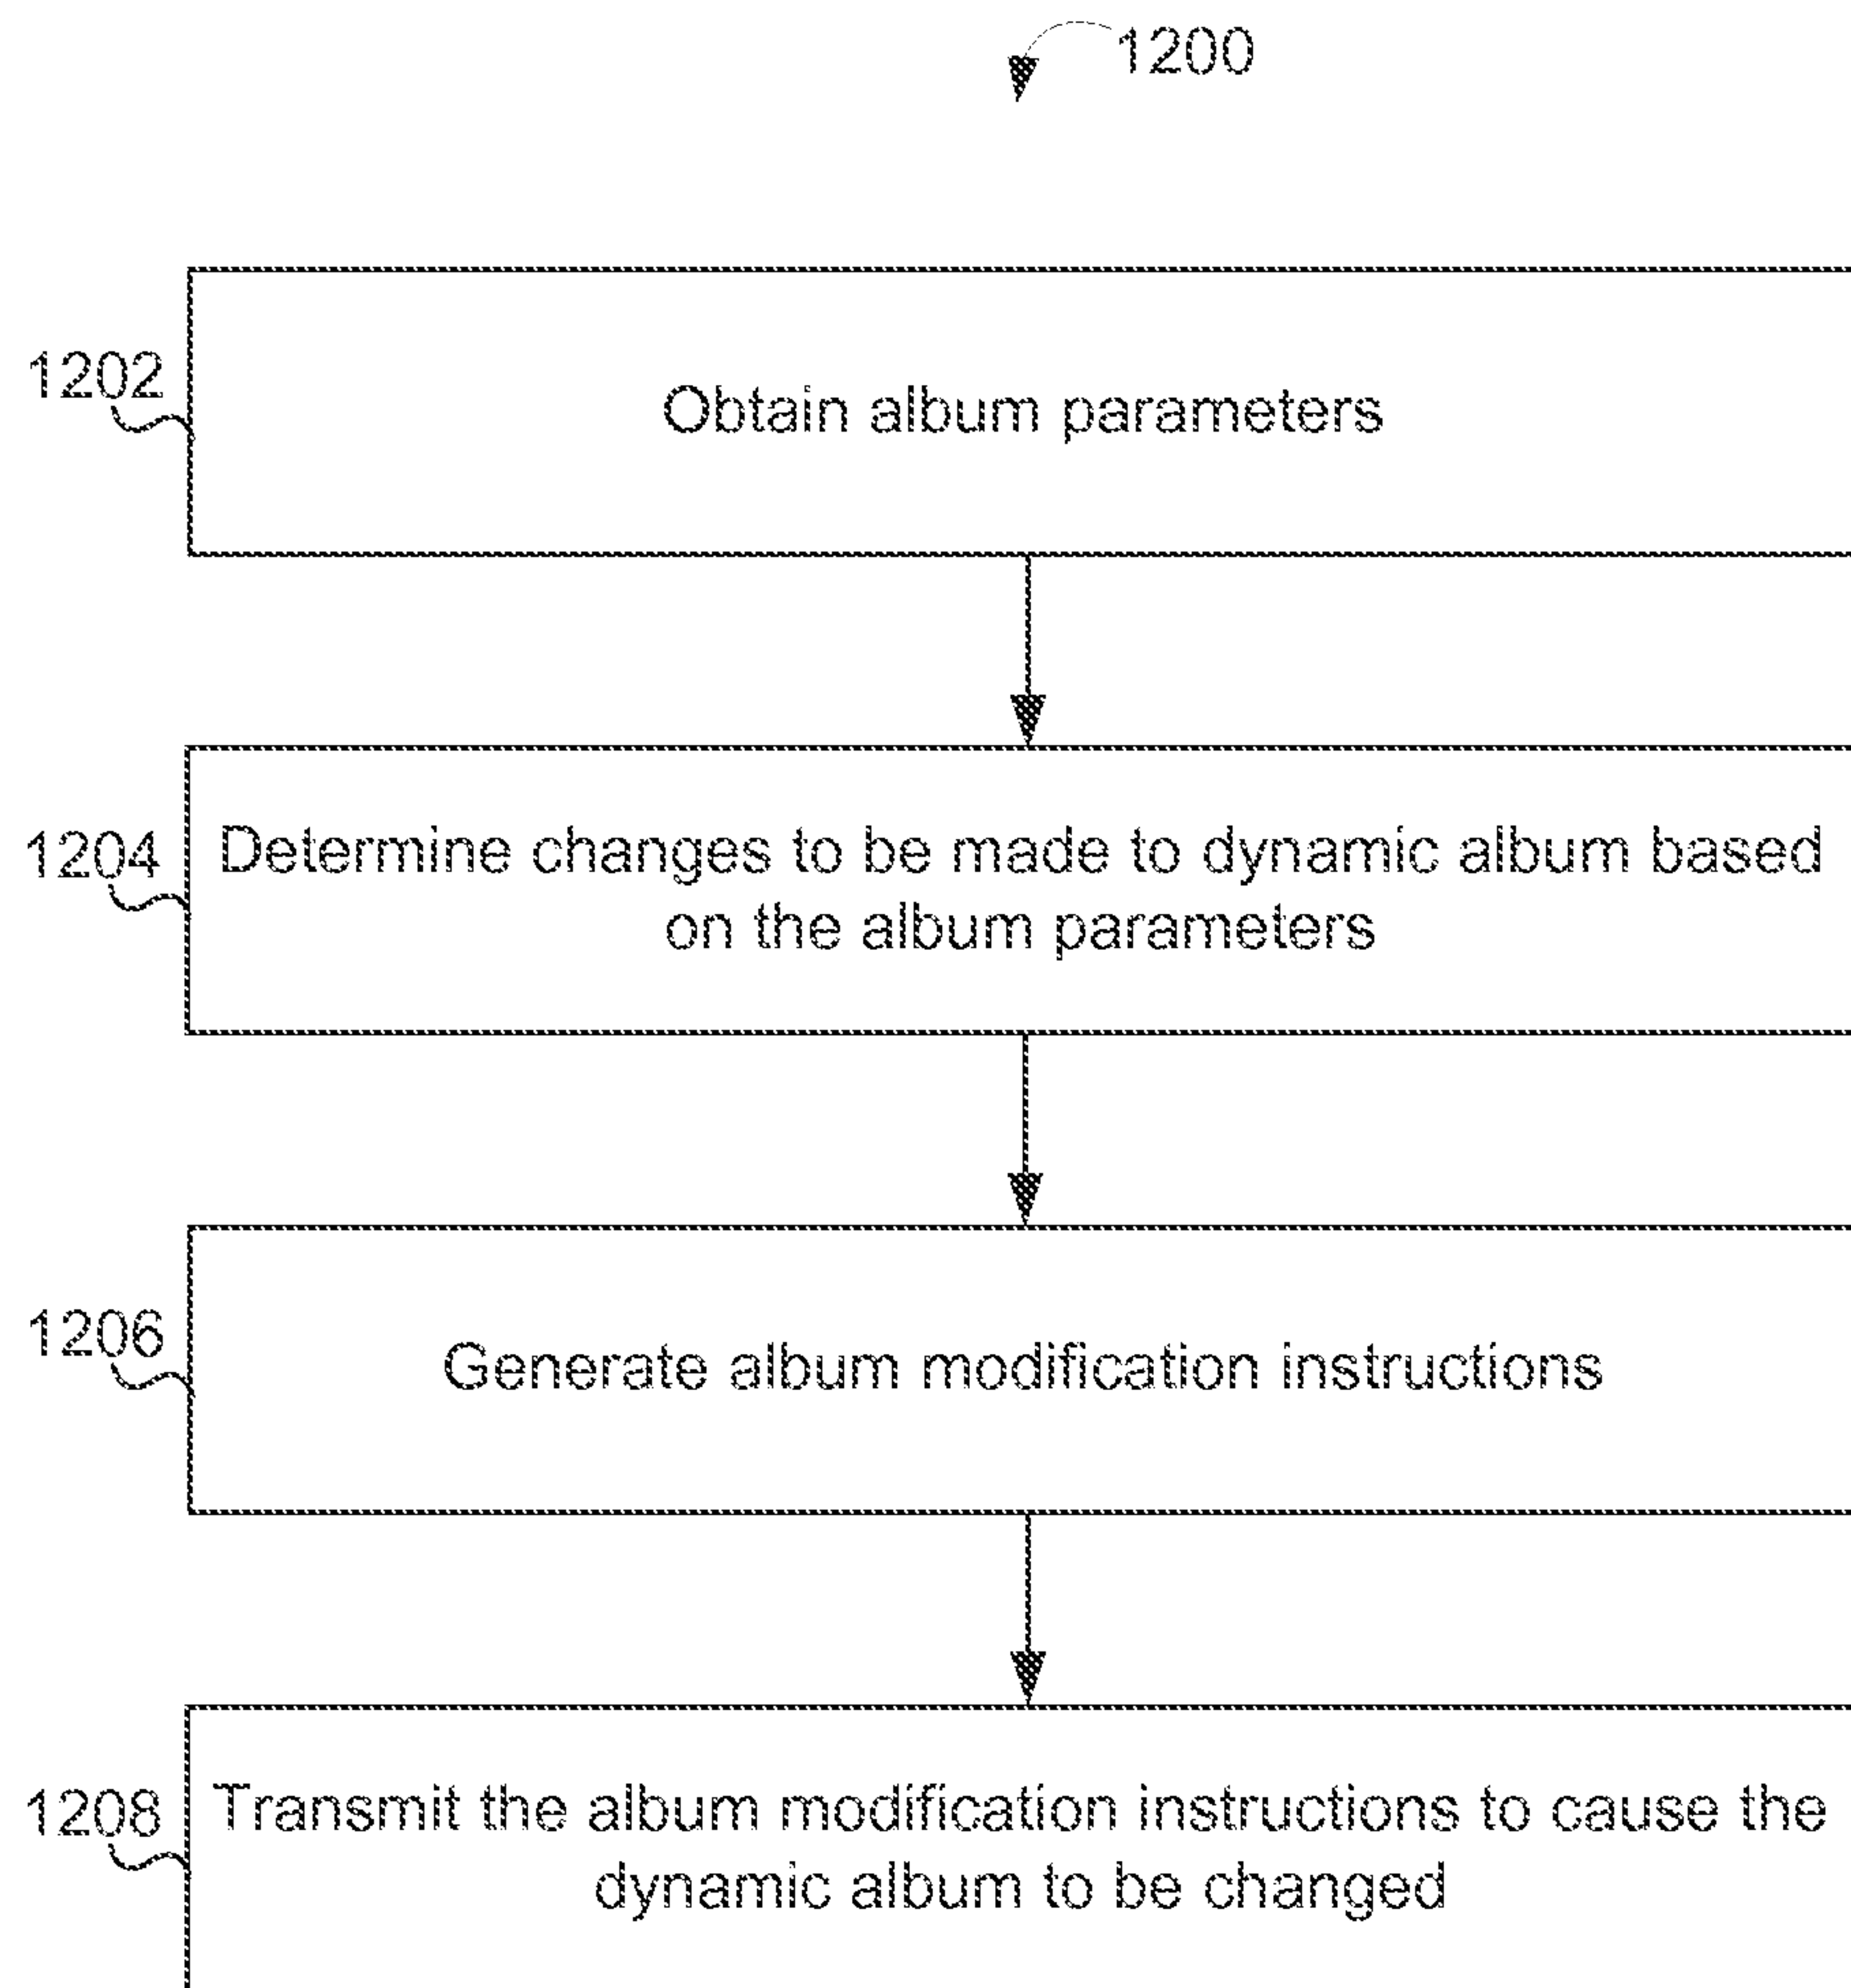 1200
1202
Obtain album parameters
1204
Determine changes to be made to dynamic album based
on the album parameters
1206
Generate album modification instructions
1208
Transmit the album modification instructions to cause the
dynamic album to be changed